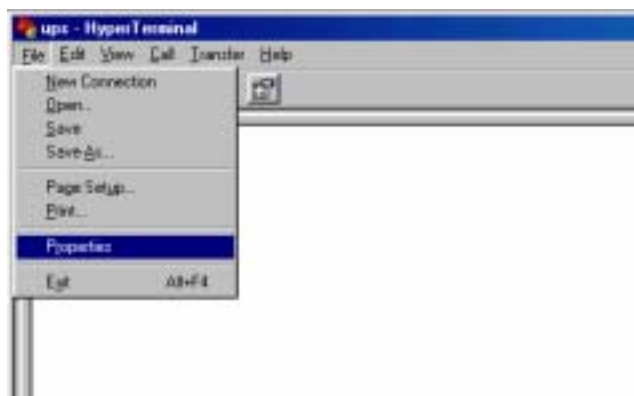 ups - HyperTerminal
File Edit View Call Transfer Help
New Connection
Open...
Save
Save As...
Page Setup...
Print...
Properties
Exit Alt+F4